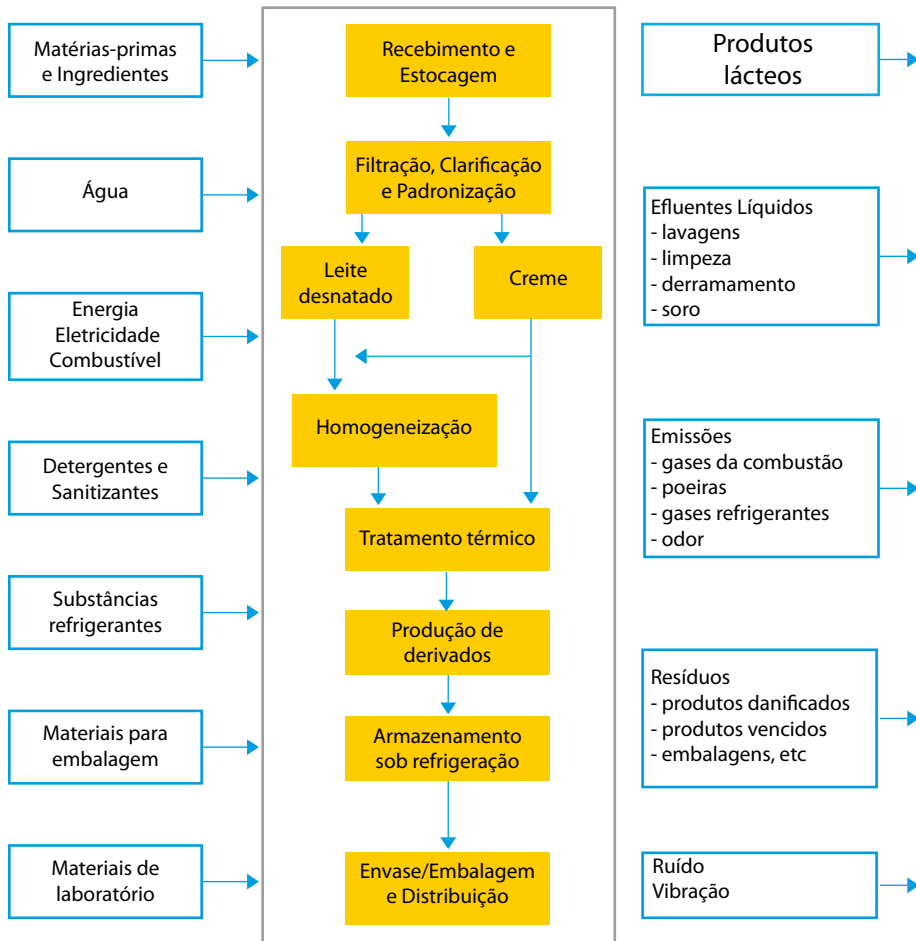 Matérias-primas
e Ingredientes
Água
Energia
Eletricidade
Combustível
Detergentes e
Sanitizantes
Substâncias
refrigerantes
Materiais para
embalagem
Materiais de
laboratório
Recebimento e
Estocagem
Filtração, Clarificação
e Padronização
Leite
desnatado
Creme
Homogeneização
Tratamento térmico
Produção de
derivados
Armazenamento
sob refrigeração
Envase/Embalagem
e Distribuição
Produtos
lácteos
Efluentes Líquidos
- lavagens
- limpeza
- derramamento
- soro
Emissões
- gases da combustão
- poeiras
- gases refrigerantes
- odor
Resíduos
- produtos danificados
- produtos vencidos
- embalagens, etc
Ruído
Vibração